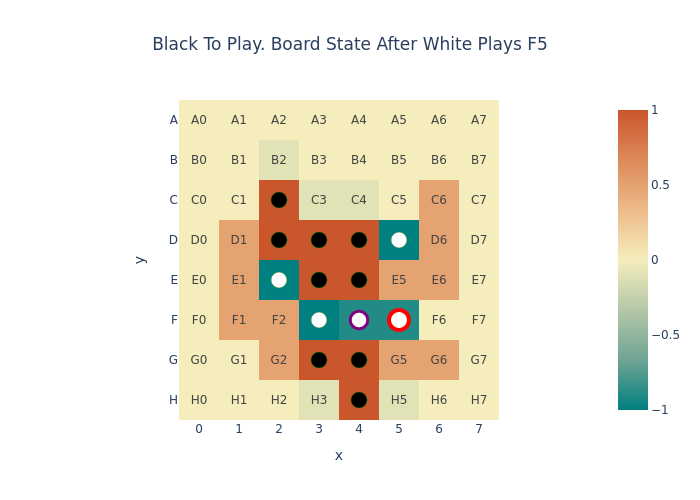 Black To Play. Board State After White Plays F5
A A0 A1 A2 A3 A4 A5 A6 A7
B B0 B1 B2 B3 B4 B5 B6 B7
C C0 C1 C3 C4 C5 C6 C7
D D0 D1 D6 D7
E E0 E1 E5 E6 E7
F F0 F1 F2 F6 F7
G G0 G1 G2 G5 G6 G7
H H0 H1 H2 H3 H5 H6 H7
0 1 2 3 4 5 6 7
x
y
1
0.5
0
−0.5
−1